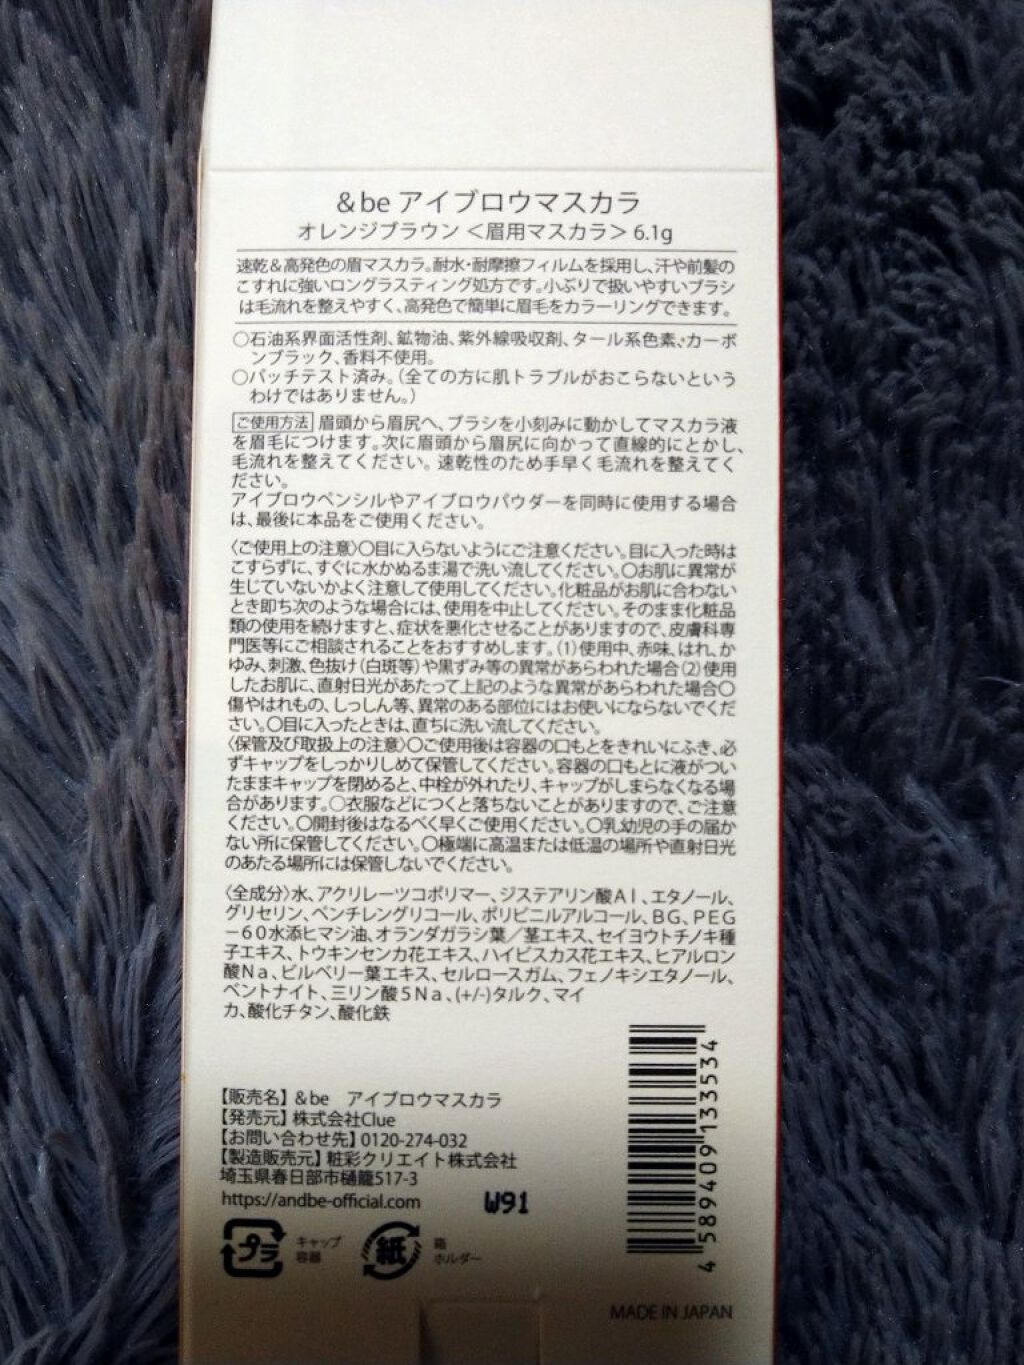 &be アイブロウマスカラ
オレンジブラウン＜眉用マスカラ＞6.1g
速乾&高発色の眉マスカラ。耐水・耐摩擦フィルムを採用し、汗や前髪の
こすれに強いロングラスティング処方です。小ぶりで扱いやすいブラシ
は毛流れを整えやすく、高発色で簡単に眉毛をカラーリングできます。
○石油系界面活性剤、鉱物油、紫外線吸収剤、タール系色素、カーボ
ンブラック、香料不使用。
○パッチテスト済み。（全ての方に肌トラブルがおこらないという
わけではありません。）
ご使用方法 眉頭から眉尻へ、ブラシを小刻みに動かしてマスカラ液
を眉毛につけます。次に眉頭から眉尻に向かって直線的にとかし、
毛流れを整えてください。速乾性のため手早く毛流れを整えてく
ださい。
アイブロウペンシルやアイブロウパウダーを同時に使用する場合
は、最後に本品をご使用ください。
〈ご使用上の注意〉○目に入らないようにご注意ください。目に入った時は
こすらずに、すぐに水かぬるま湯で洗い流してください。○お肌に異常が
生じていないかよく注意して使用してください。化粧品がお肌に合わない
とき即ち次のような場合には、使用を中止してください。そのまま化粧品
類の使用を続けますと、症状を悪化させることがありますので、皮膚科専
門医等にご相談されることをおすすめします。（1）使用中、赤味、はれ、か
ゆみ、刺激、色抜け（白斑等）や黒ずみ等の異常があらわれた場合（2）使用
したお肌に、直射日光があたって上記のような異常があらわれた場合○
傷やはれもの、しっしん等、異常のある部位にはお使いにならないでくだ
さい。○目に入ったときは、直ちに洗い流してください。
〈保管及び取扱上の注意〉○ご使用後は容器の口もとをきれいにふき、必
ずキャップをしっかりしめて保管してください。容器の口もとに液がつい
たままキャップを閉めると、中栓が外れたり、キャップがしまらなくなる場
合があります。○衣服などにつくと落ちないことがありますので、ご注意
ください。○開封後はなるべく早くご使用ください。○乳幼児の手の届か
ない所に保管してください。○極端に高温または低温の場所や直射日光
のあたる場所には保管しないでください。
〈全成分〉水、アクリレーツコポリマー、ジステアリン酸Ａｌ、エタノール、
グリセリン、ペンチレングリコール、ポリビニルアルコール、ＢＧ、ＰＥＧ
－６０水添ヒマシ油、オランダガラシ葉／茎エキス、セイヨウトチノキ種
子エキス、トウキンセンカ花エキス、ハイビスカス花エキス、ヒアルロン
酸Ｎａ、ビルベリー葉エキス、セルロースガム、フェノキシエタノール、
ベントナイト、三リン酸５Ｎａ、（+/-）タルク、マイ
カ、酸化チタン、酸化鉄
【販売名】&be　アイブロウマスカラ
【発売元】株式会社Clue
【お問い合わせ先】0120-274-032
【製造販売元】粧彩クリエイト株式会社
埼玉県春日部市樋籠517-3
https://andbe-official.com
W91
プラ
キャップ
容器
紙
箱
ホルダー
4 589409 133534
MADE IN JAPAN